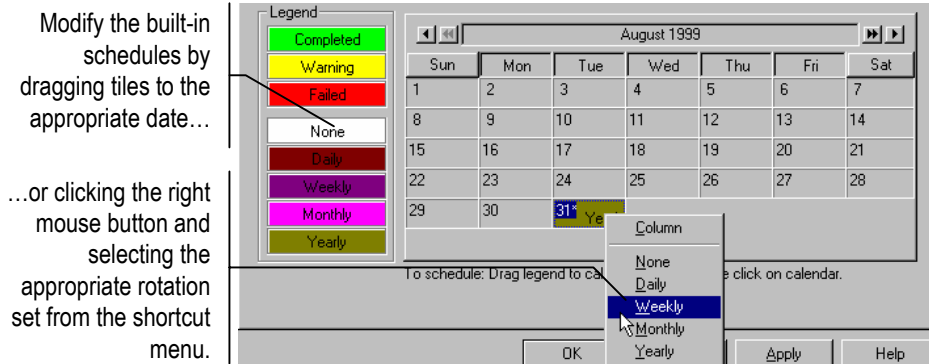 Modify the built-in
schedules by
dragging tiles to the
appropriate date…
…or clicking the right
mouse button and
selecting the
appropriate rotation
set from the shortcut
menu.
Legend
Completed
Warning
Failed
None
Daily
Weekly
Monthly
Yearly
August 1999
Sun Mon Tue Wed Thu Fri Sat
1 2 3 4 5 6 7
8 9 10 11 12 13 14
15 16 17 18 19 20 21
22 23 24 25 26 27 28
29 30 31*
Column
None
Daily
Weekly
Monthly
Yearly
To schedule: Drag legend to click on calendar.
OK Apply Help